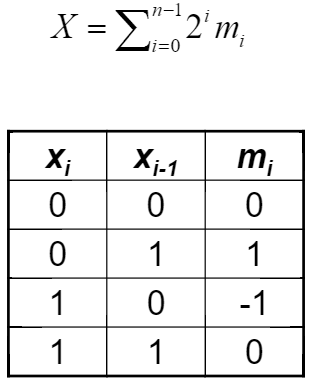 X = ∑_{i=0}^{n−1} 2^i m_i
x_i x_{i-1} m_i
0 0 0
0 1 1
1 0 -1
1 1 0